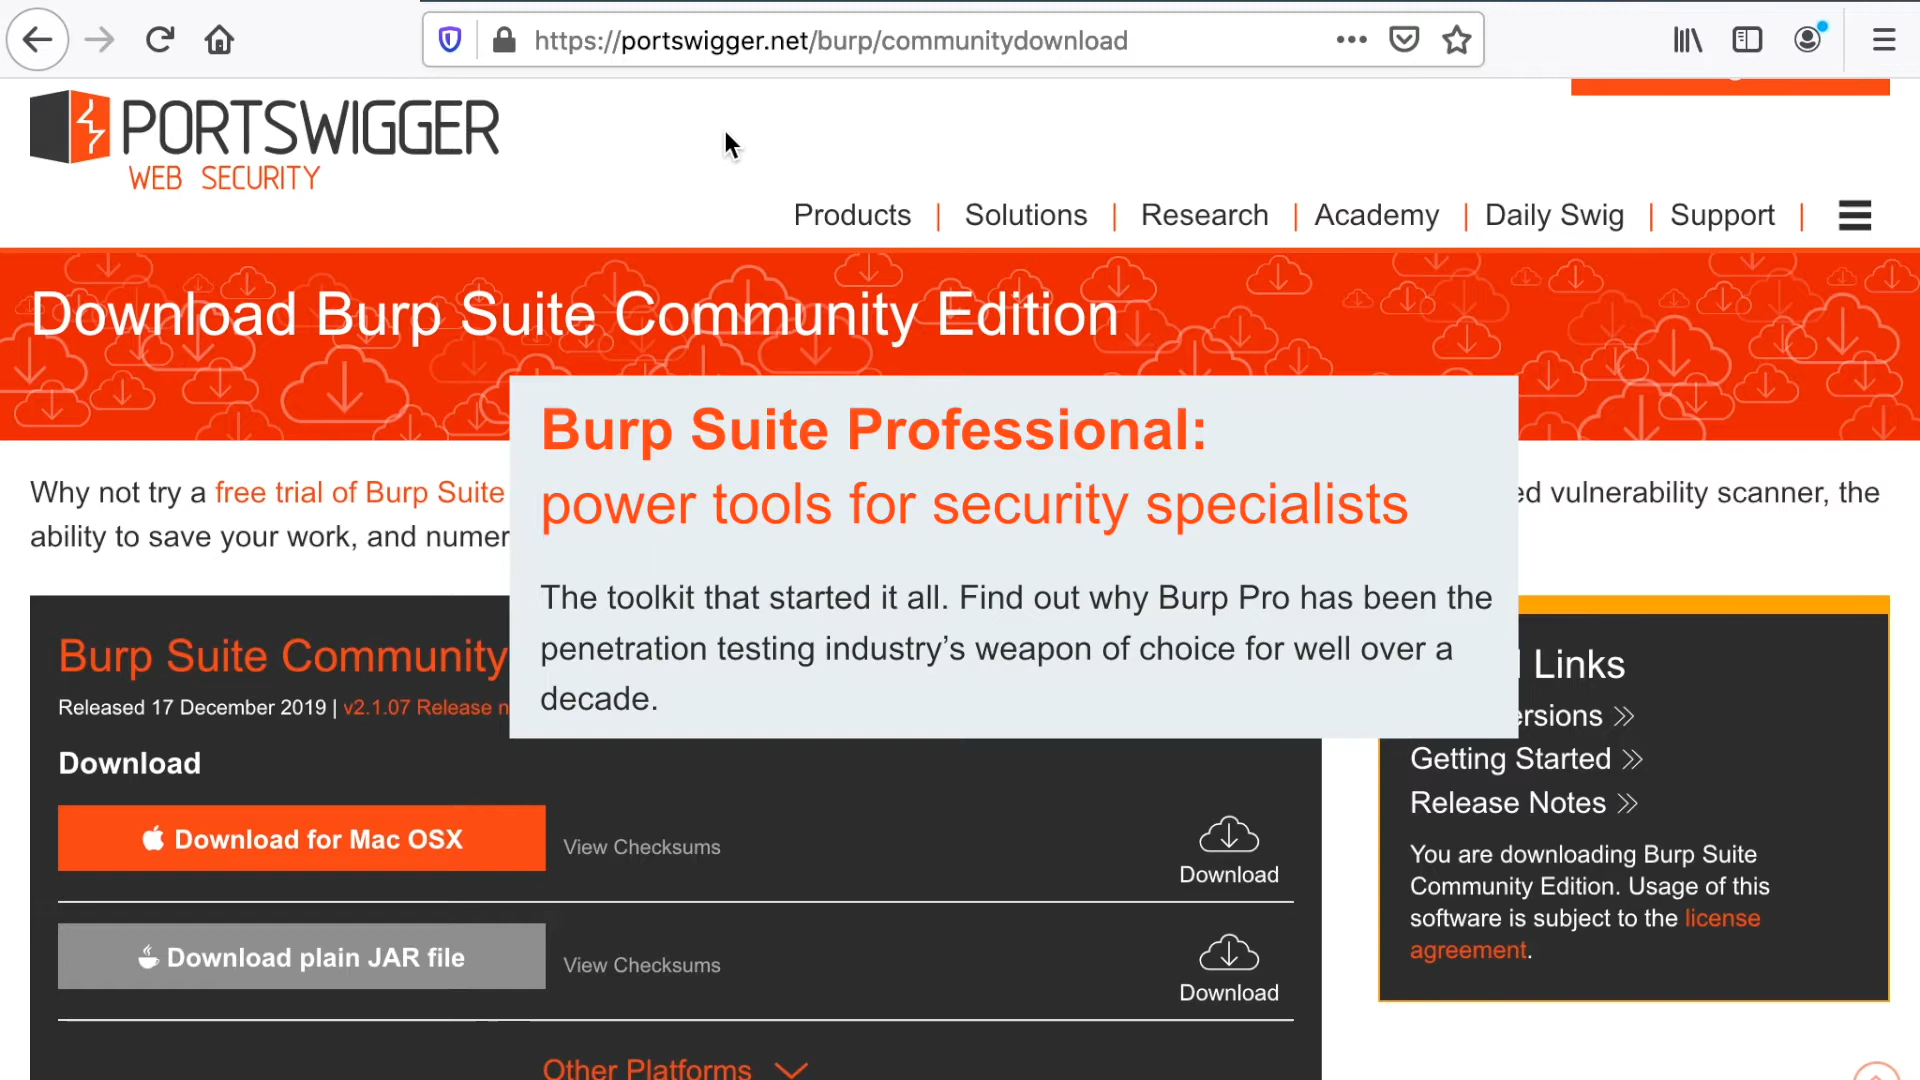 https://portswigger.net/burp/communitydownload
PORTSWIGGER
WEB SECURITY
Products | Solutions | Research | Academy | Daily Swig | Support |
Download Burp Suite Community Edition
Burp Suite Professional:
power tools for security specialists
The toolkit that started it all. Find out why Burp Pro has been the
penetration testing industry’s weapon of choice for well over a
decade.
Why not try a free trial of Burp Suite
ed vulnerability scanner, the
ability to save your work, and numer
Burp Suite Community
Released 17 December 2019 | v2.1.07 Release n
Download
Download for Mac OSX
View Checksums
Download
Download plain JAR file
View Checksums
Download
Other Platforms
Links
ersions
Getting Started
Release Notes
You are downloading Burp Suite
Community Edition. Usage of this
software is subject to the license
agreement.